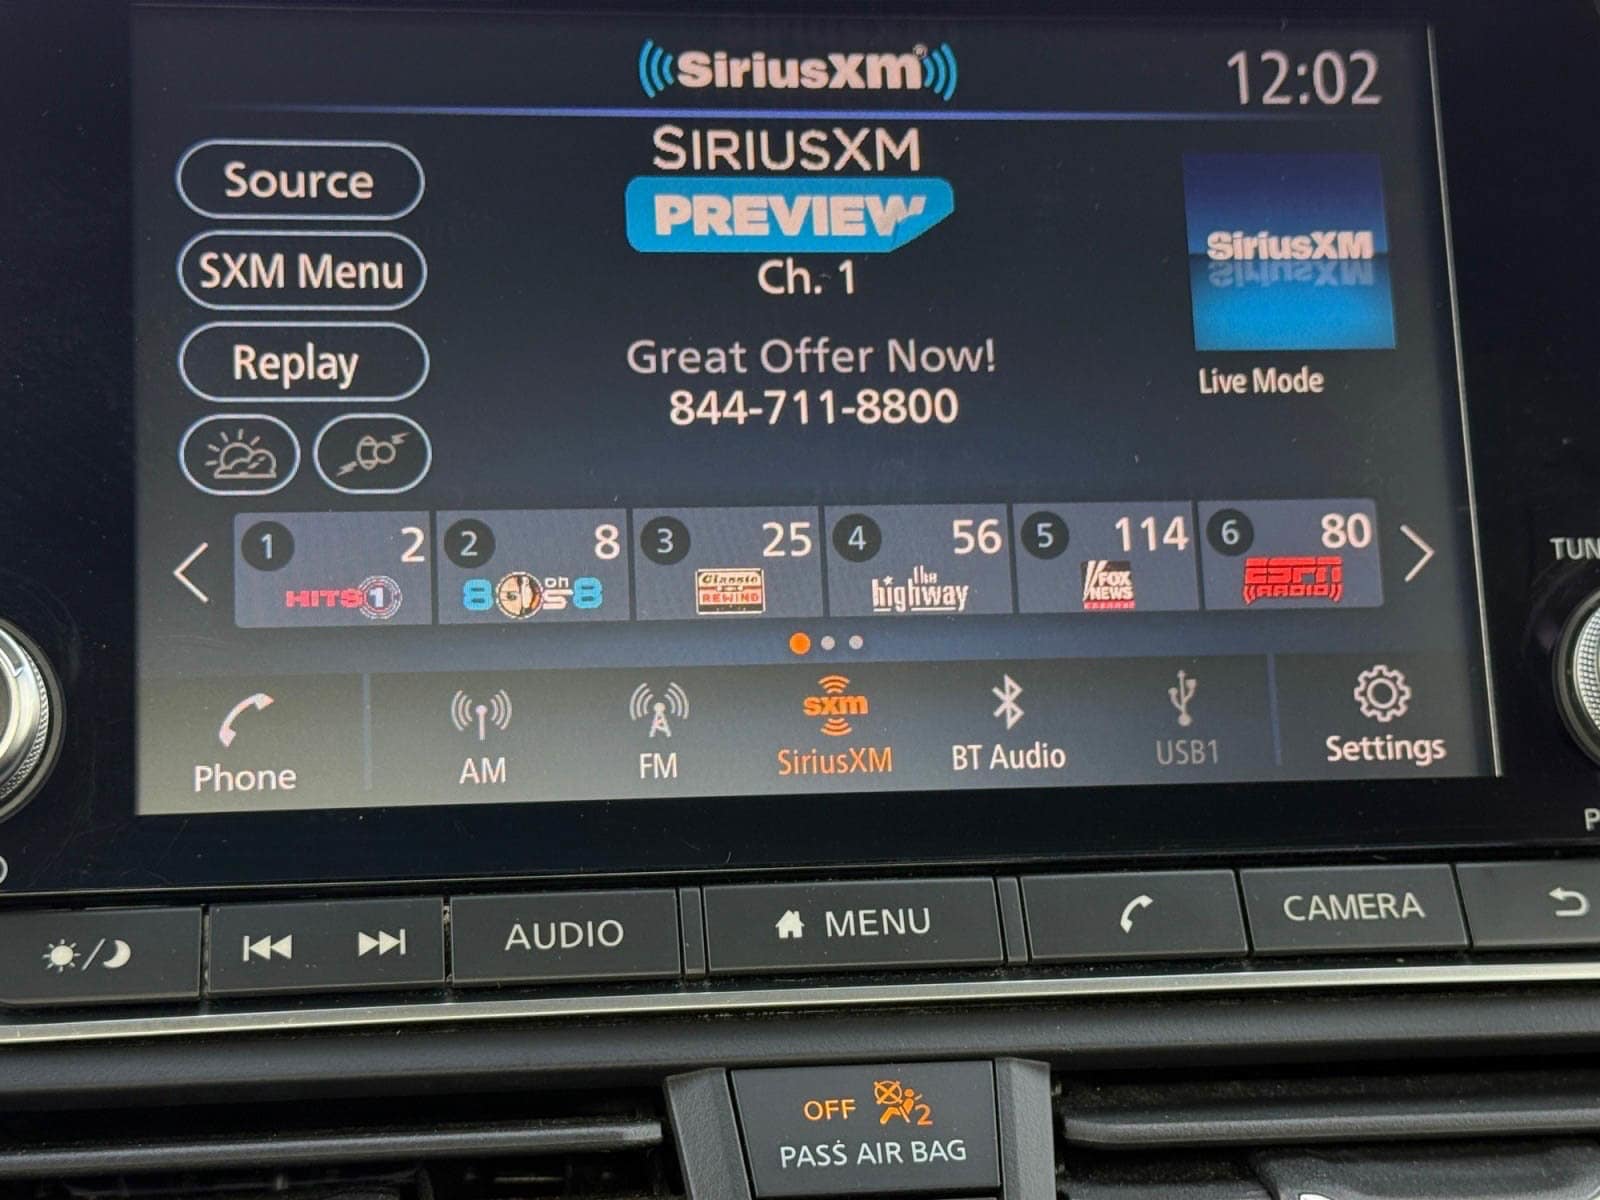 SiriusXM®
12:02
Source
SXM Menu
Replay
SIRIUSXM
PREVIEW
Ch. 1
Great Offer Now!
844-711-8800
SiriusXM
Live Mode
1 2
HITS 1
2 8
80s on 8
3 25
Classic
REWIND
4 56
the
highway
5 114
FOX
NEWS
6 80
ESPN
RADIO
Phone
AM
FM
sxm
SiriusXM
BT Audio
USB1
Settings
TUN
AUDIO
MENU
CAMERA
OFF 2
PASS AIR BAG